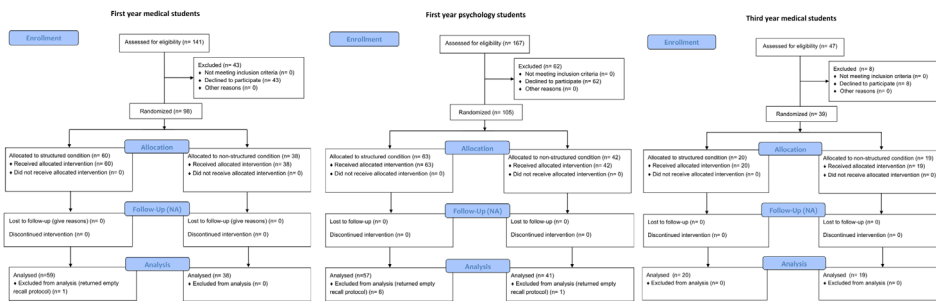 First year medical students
Enrollment
Assessed for eligibility (n= 141)
Excluded (n= 43)
♦ Not meeting inclusion criteria (n= 0)
♦ Declined to participate (n= 43)
♦ Other reasons (n= 0)
Randomized (n= 98)
Allocation
Allocated to structured condition (n= 60)
♦ Received allocated intervention (n= 60)
♦ Did not receive allocated intervention (n= 0)
Allocated to non-structured condition (n= 38)
♦ Received allocated intervention (n= 38)
♦ Did not receive allocated intervention (n= 0)
Follow-Up (NA)
Lost to follow-up (give reasons) (n= 0)
Discontinued intervention (n= 0)
Lost to follow-up (give reasons) (n= 0)
Discontinued intervention (n= 0)
Analysis
Analysed (n=59)
♦ Excluded from analysis (returned empty
recall protocol) (n= 1)
Analysed (n= 38)
♦ Excluded from analysis (n= 0)
First year psychology students
Enrollment
Assessed for eligibility (n= 167)
Excluded (n= 62)
♦ Not meeting inclusion criteria (n= 0)
♦ Declined to participate (n= 62)
♦ Other reasons (n= 0)
Randomized (n= 105)
Allocation
Allocated to structured condition (n= 63)
♦ Received allocated intervention (n= 63)
♦ Did not receive allocated intervention (n= 0)
Allocated to non-structured condition (n= 42)
♦ Received allocated intervention (n= 42)
♦ Did not receive allocated intervention (n= 0)
Follow-Up (NA)
Lost to follow-up (n= 0)
Discontinued intervention (n= 0)
Lost to follow-up (n= 0)
Discontinued intervention (n= 0)
Analysis
Analysed (n=57)
♦ Excluded from analysis (returned empty
recall protocol) (n= 6)
Analysed (n= 41)
♦ Excluded from analysis (returned empty
recall protocol) (n= 1)
Third year medical students
Enrollment
Assessed for eligibility (n= 47)
Excluded (n= 8)
♦ Not meeting inclusion criteria (n= 0)
♦ Declined to participate (n= 8)
♦ Other reasons (n= 0)
Randomized (n= 39)
Allocation
Allocated to structured condition (n= 20)
♦ Received allocated intervention (n= 20)
♦ Did not receive allocated intervention (n= 0)
Allocated to non-structured condition (n= 19)
♦ Received allocated intervention (n= 19)
♦ Did not receive allocated intervention (n= 0)
Follow-Up (NA)
Lost to follow-up (n= 0)
Discontinued intervention (n= 0)
Lost to follow-up (n= 0)
Discontinued intervention (n= 0)
Analysis
Analysed (n= 20)
♦ Excluded from analysis (n= 0)
Analysed (n= 19)
♦ Excluded from analysis (n= 0)